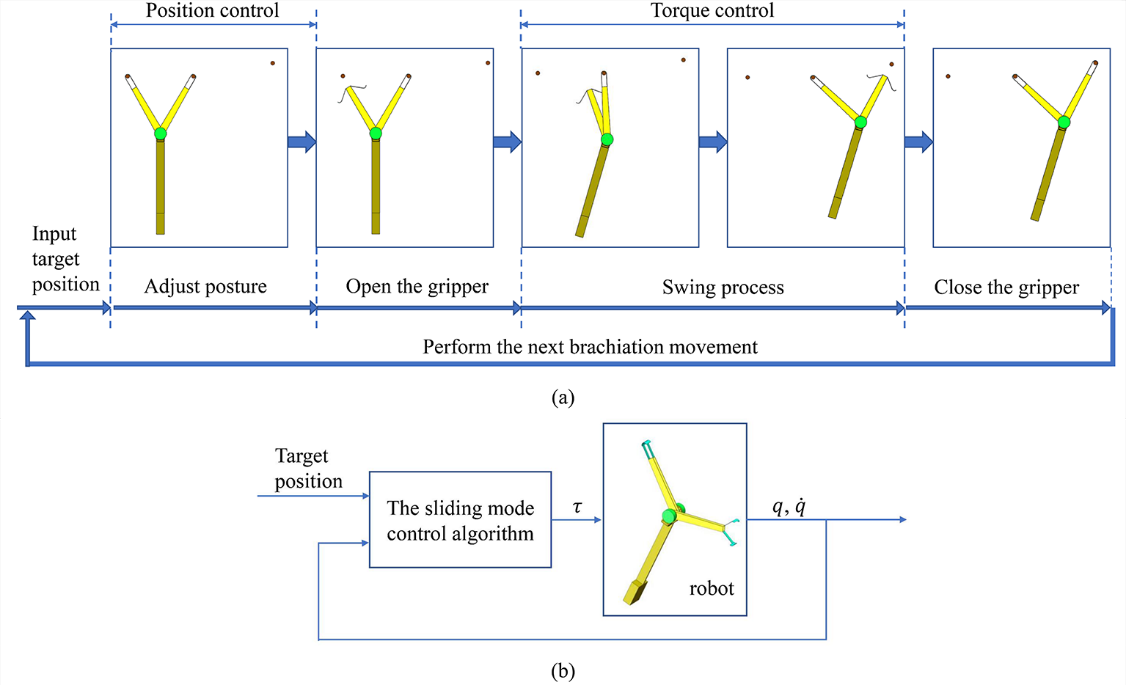 Position control
Torque control
Input
target
position
Adjust posture
Open the gripper
Swing process
Close the gripper
Perform the next brachiation movement
(a)
Target
position
The sliding mode
control algorithm
τ
q, q̇
robot
(b)